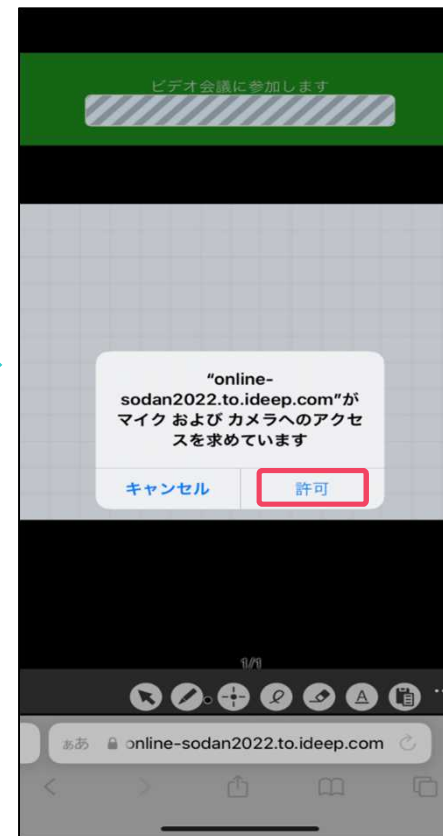 ビデオ会議に参加します
“online-
sodan2022.to.ideep.com”が
マイク および カメラへのアクセ
スを求めています
キャンセル
許可
1/1
A
ああ
online-sodan2022.to.ideep.com